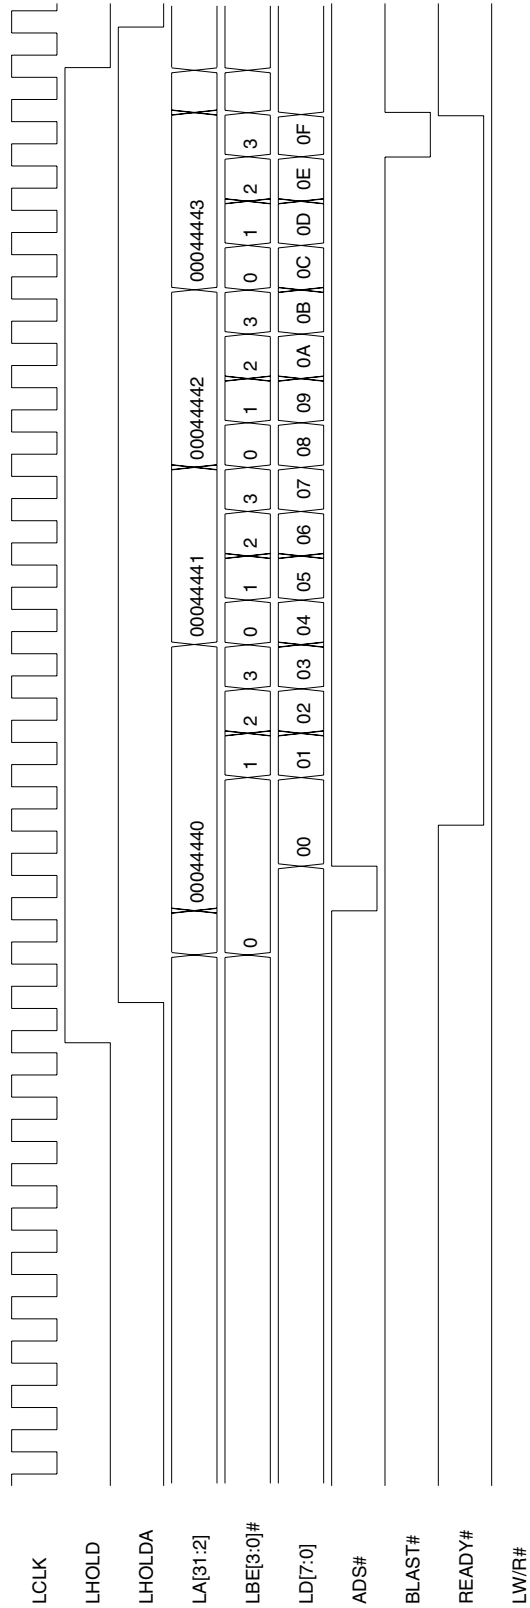 LCLK
LHOLD
LHOLDA
LA[31:2] 00044440 00044441 00044442 00044443
LBE[3:0]# 0 1 2 3 0 1 2 3 0 1 2 3 0 1 2 3
LD[7:0] 00 01 02 03 04 05 06 07 08 09 0A 0B 0C 0D 0E 0F
ADS#
BLAST#
READY#
LW/R#